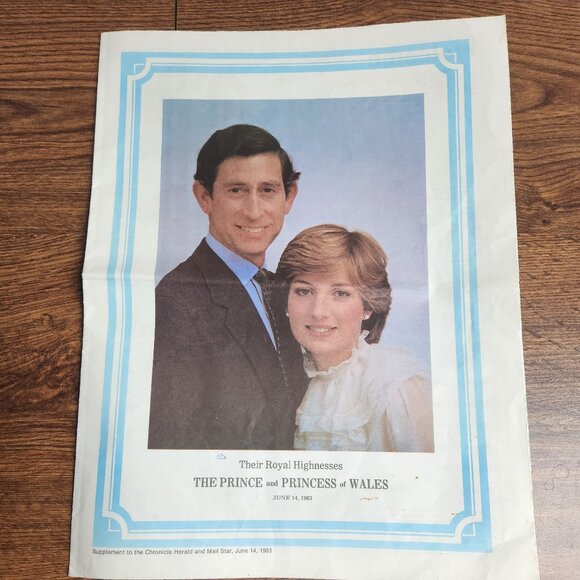 Their Royal Highnesses
THE PRINCE and PRINCESS of WALES
JUNE 14, 1983
Supplement to the Chronicle Herald and Mail Star, June 14, 1983